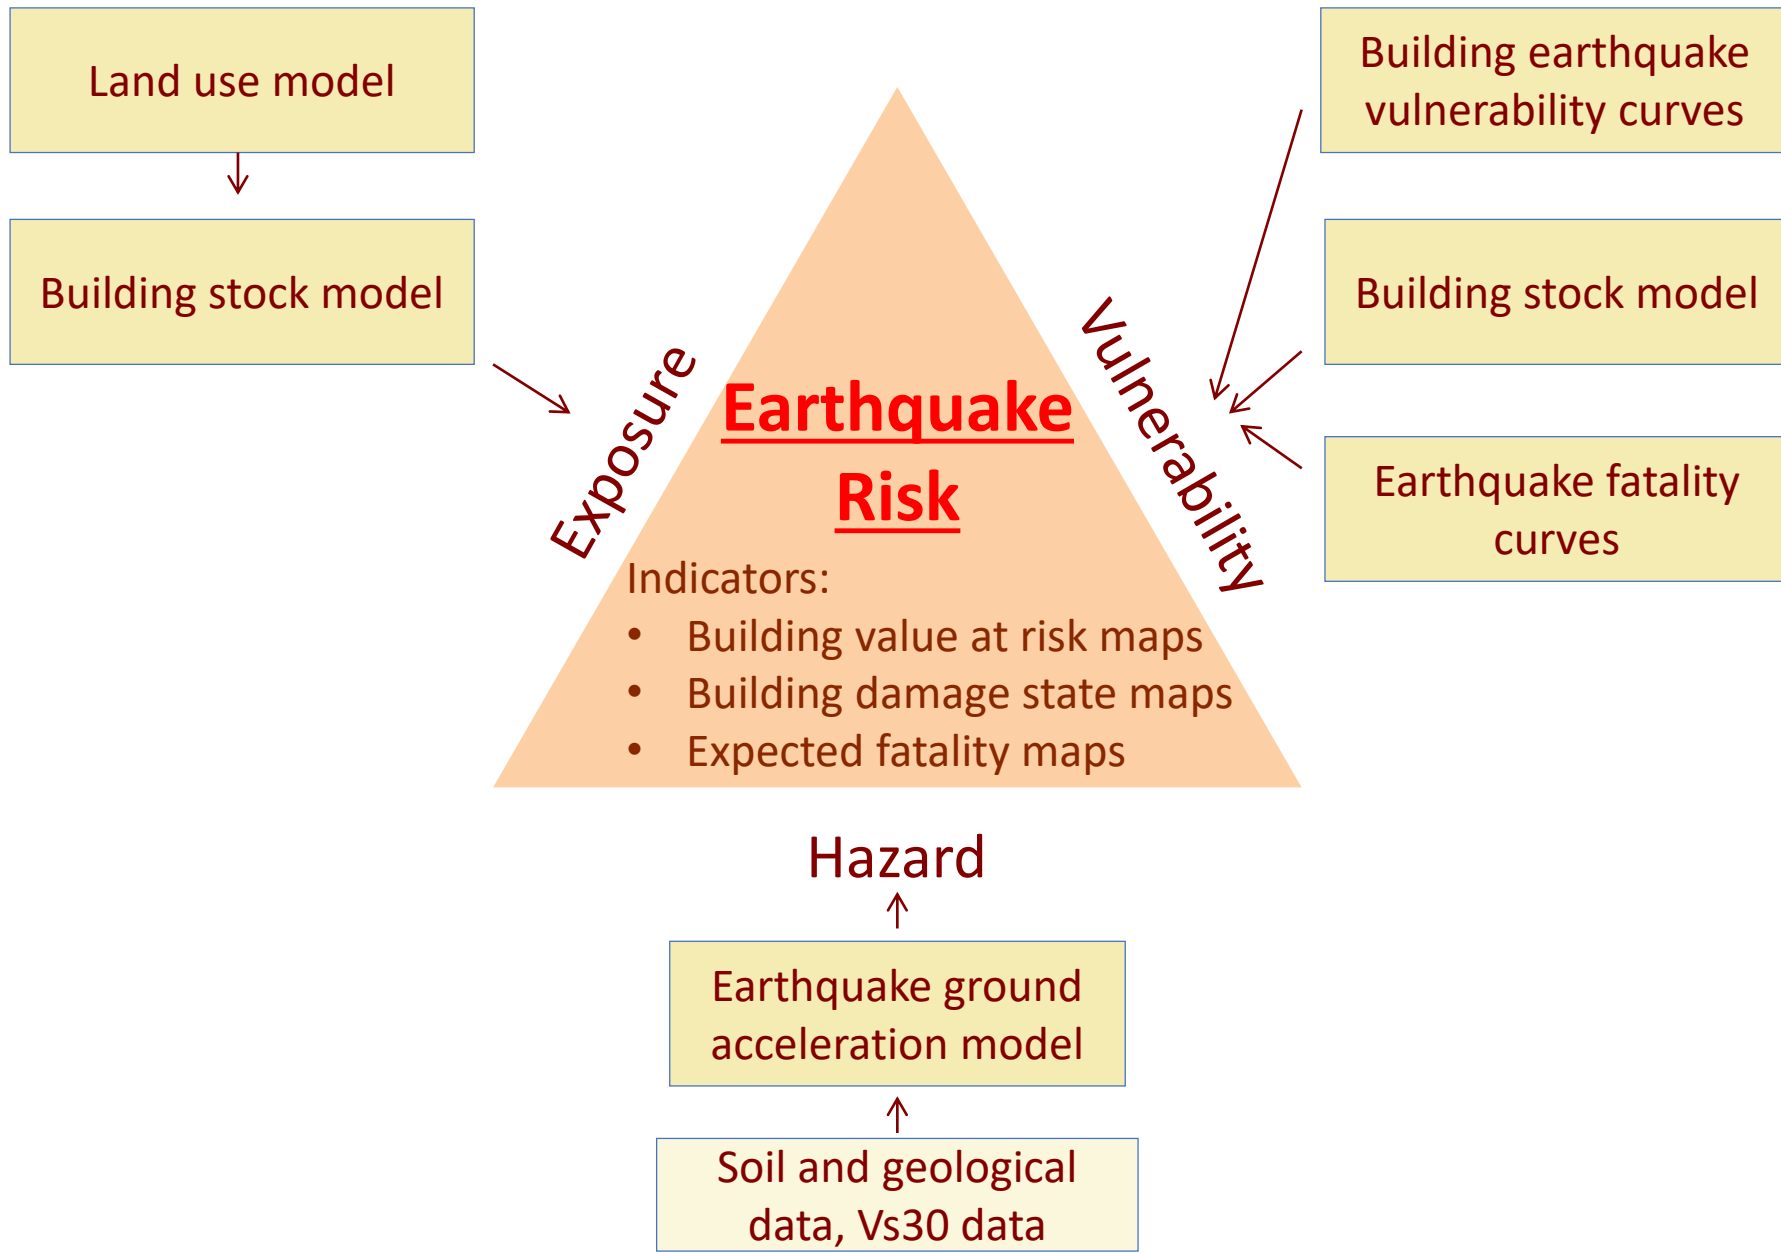 Land use model
Building stock model
Exposure
Earthquake
Risk
Indicators:
• Building value at risk maps
• Building damage state maps
• Expected fatality maps
Vulnerability
Building earthquake
vulnerability curves
Building stock model
Earthquake fatality
curves
Hazard
Earthquake ground
acceleration model
Soil and geological
data, Vs30 data